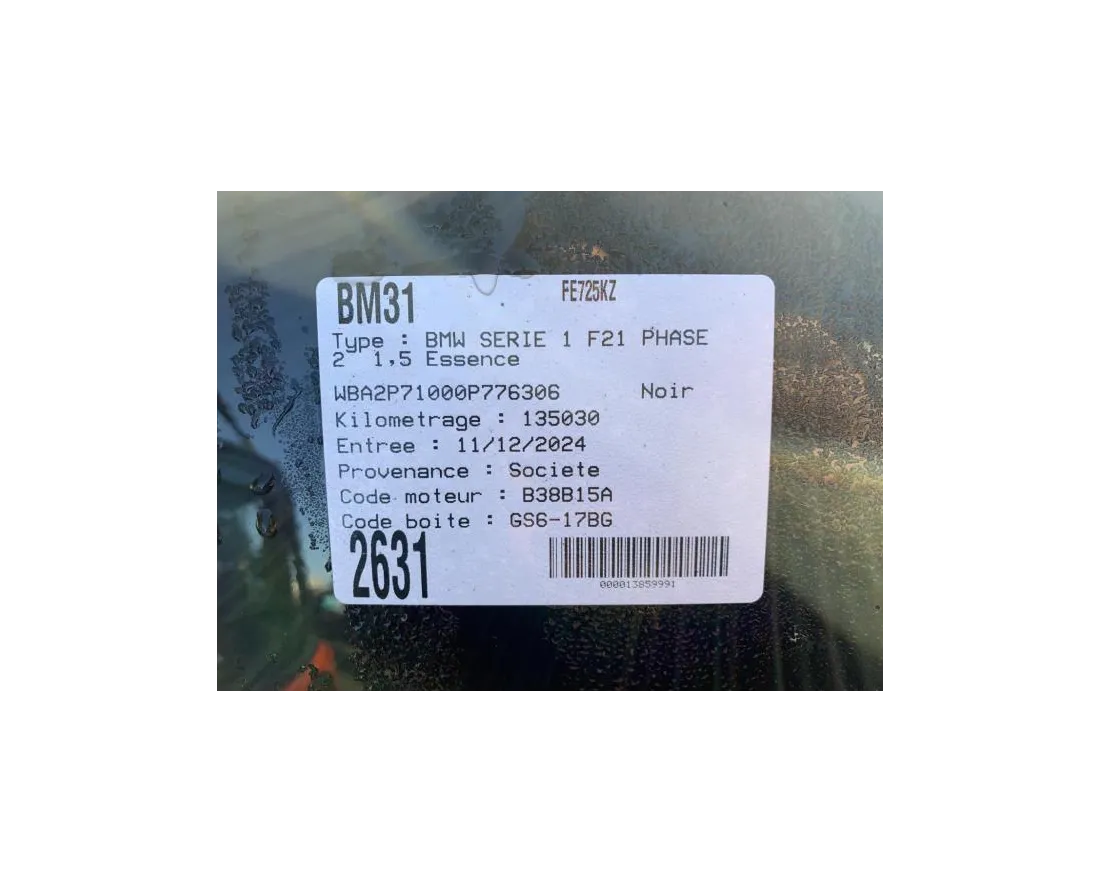 BM31 FE725KZ
Type : BMW SERIE 1 F21 PHASE
2 1,5 Essence
WBA2P71000P776306 Noir
Kilometrage : 135030
Entree : 11/12/2024
Provenance : Societe
Code moteur : B38B15A
Code boite : GS6-17BG
2631
000013859991